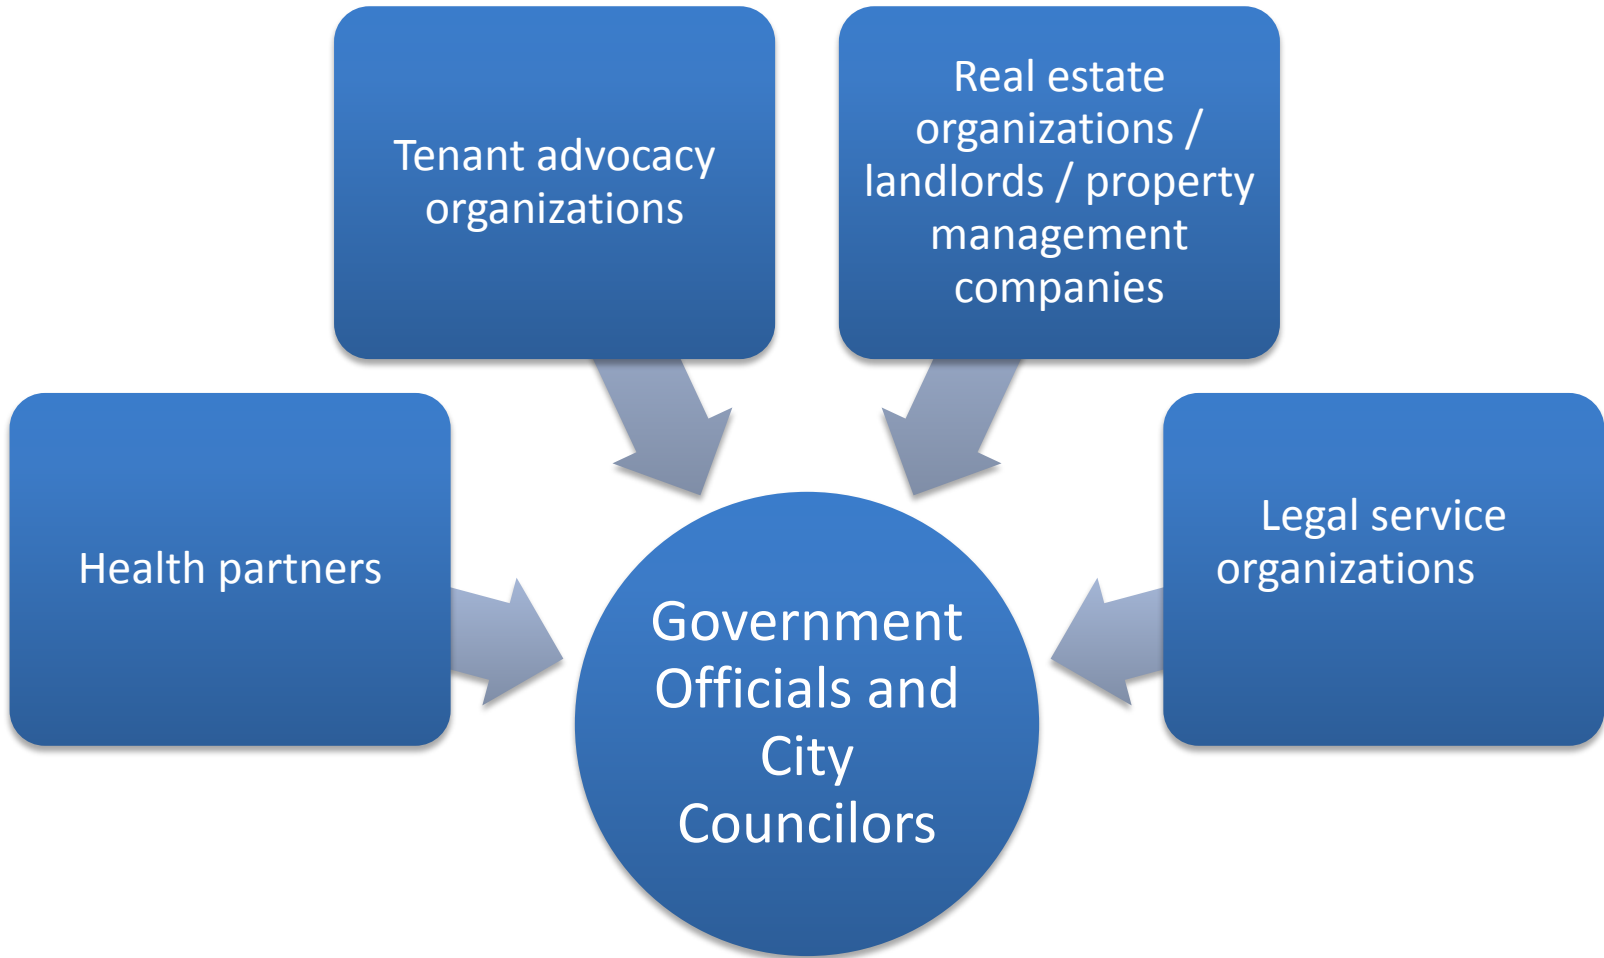 Tenant advocacy
organizations
Real estate
organizations /
landlords / property
management
companies
Health partners
Legal service
organizations
Government
Officials and
City
Councilors